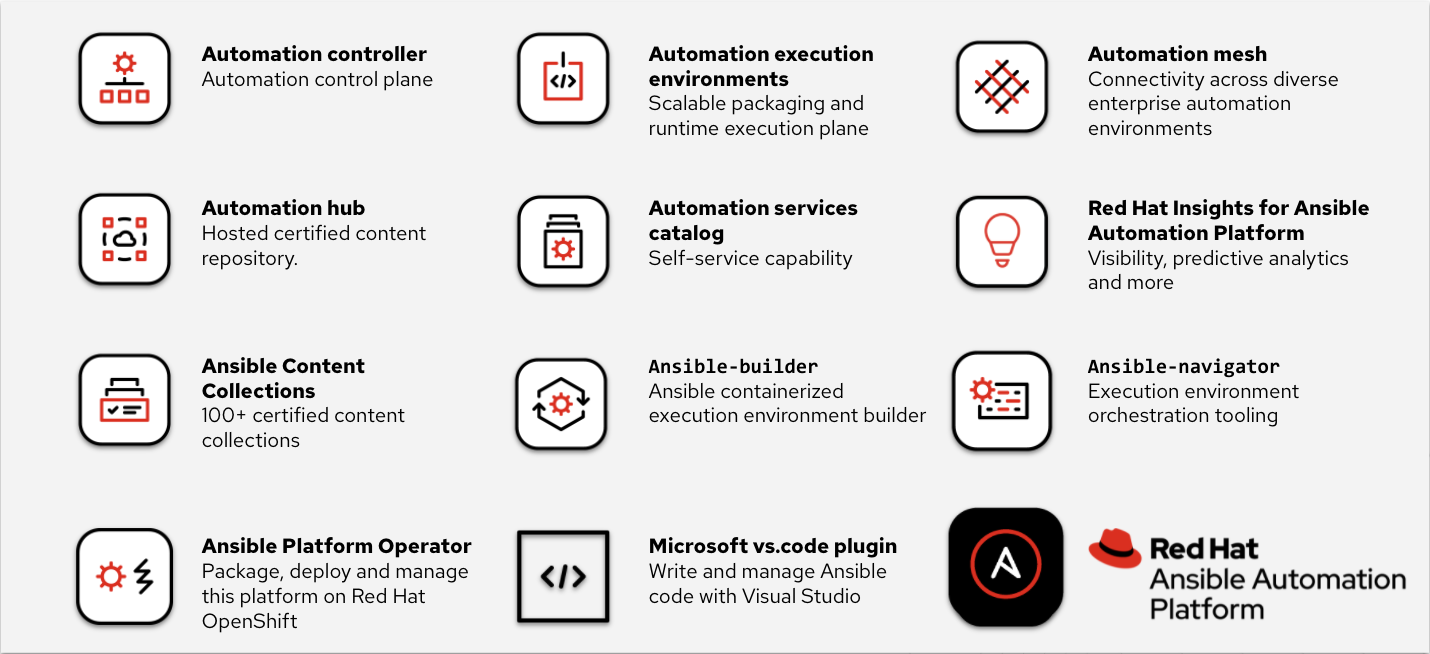 Automation controller
Automation control plane
Automation execution
environments
Scalable packaging and
runtime execution plane
Automation mesh
Connectivity across diverse
enterprise automation
environments
Automation hub
Hosted certified content
repository.
Automation services
catalog
Self-service capability
Red Hat Insights for Ansible
Automation Platform
Visibility, predictive analytics
and more
Ansible Content
Collections
100+ certified content
collections
Ansible-builder
Ansible containerized
execution environment builder
Ansible-navigator
Execution environment
orchestration tooling
Ansible Platform Operator
Package, deploy and manage
this platform on Red Hat
OpenShift
</>
Microsoft vs.code plugin
Write and manage Ansible
code with Visual Studio
A
Red Hat
Ansible Automation
Platform